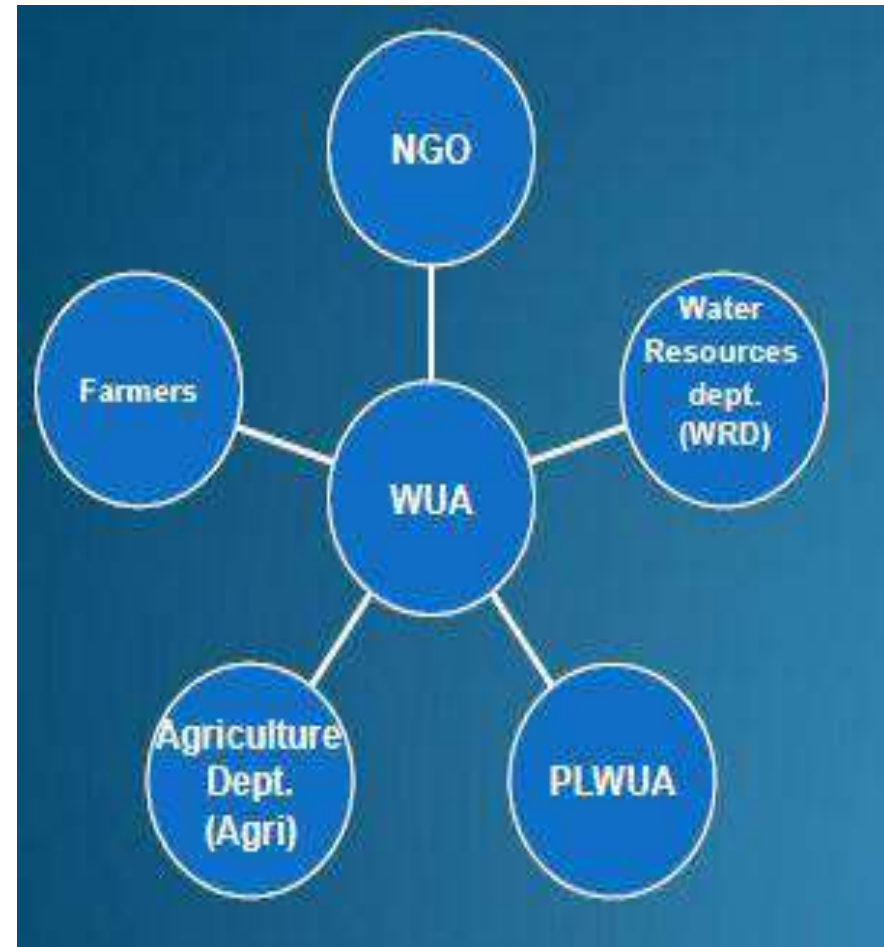 NGO
Farmers
Water
Resources
dept.
(WRD)
WUA
Agriculture
Dept.
(Agri)
PLWUA